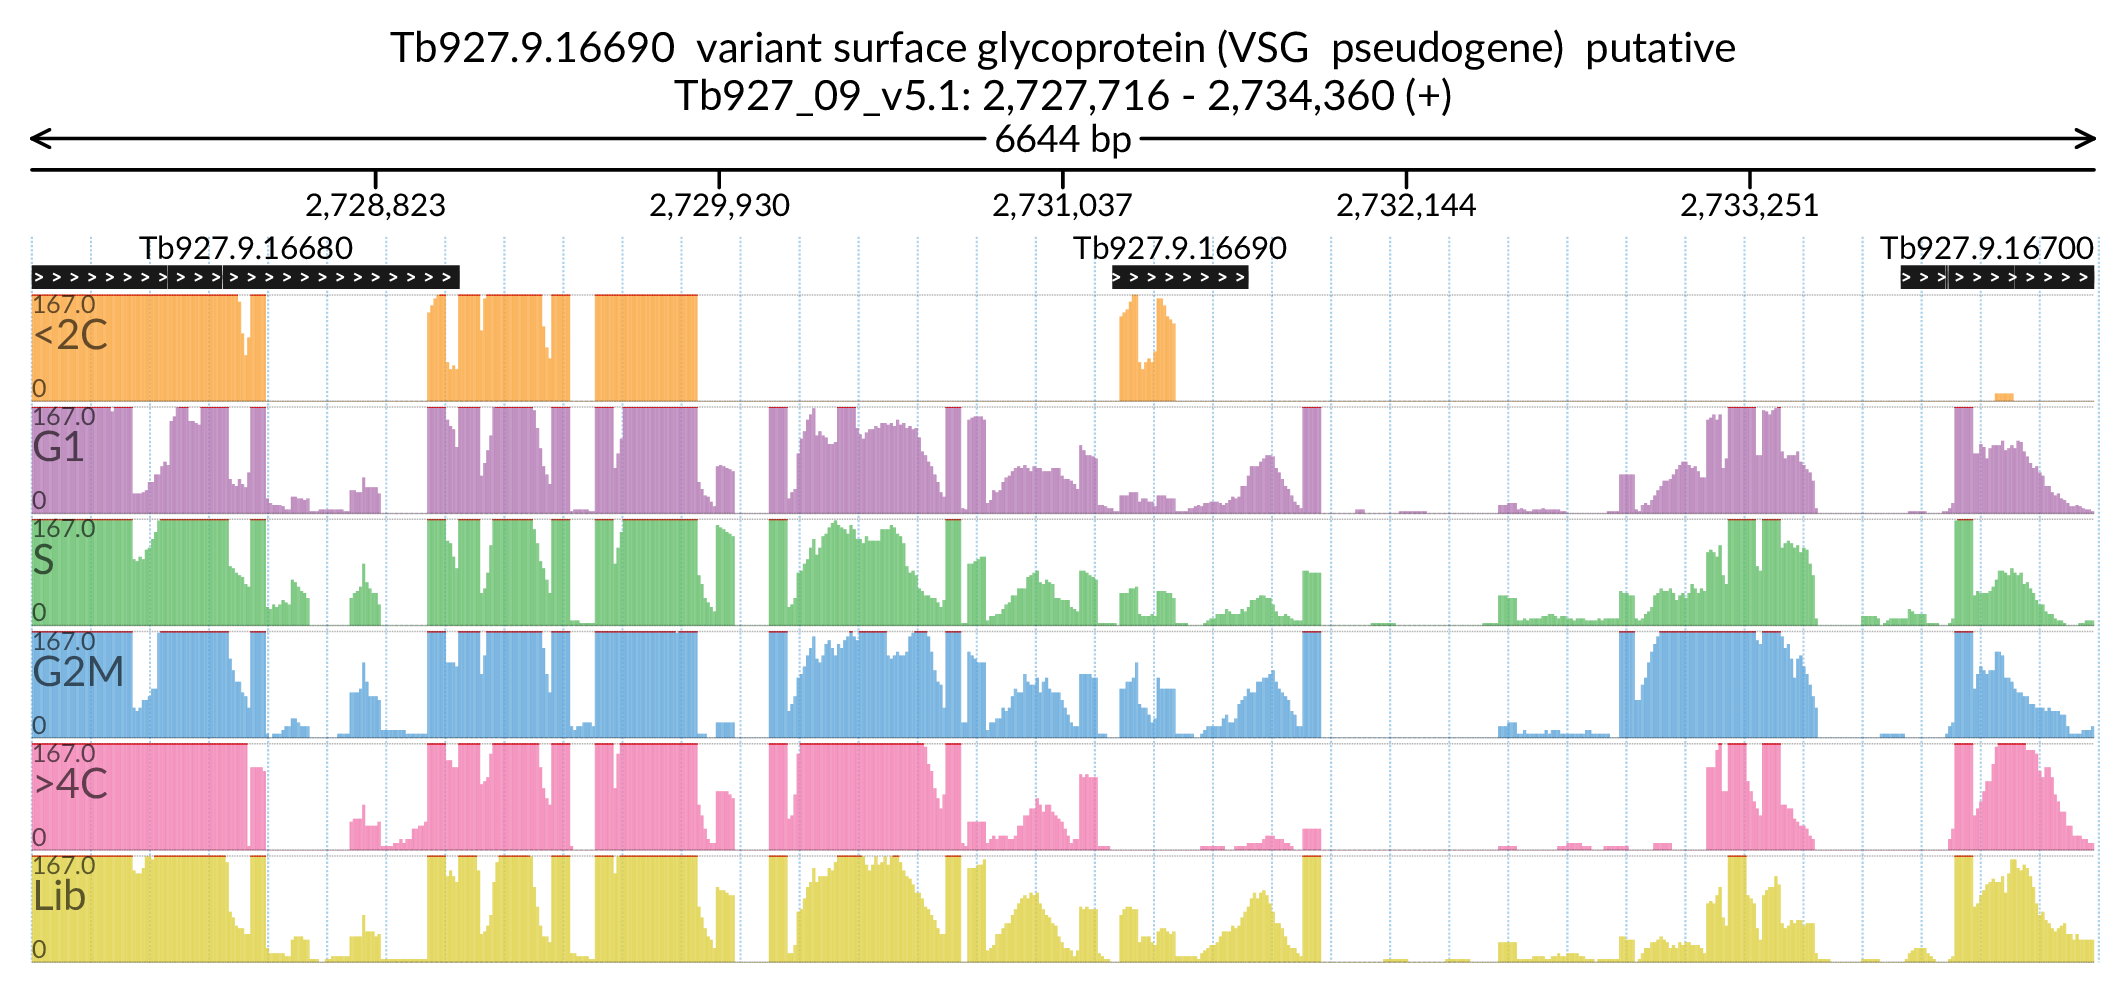 Tb927.9.16690  variant surface glycoprotein (VSG  pseudogene)  putative
Tb927_09_v5.1: 2,727,716 - 2,734,360 (+)
6644 bp
2,728,823 2,729,930 2,731,037 2,732,144 2,733,251
Tb927.9.16680 Tb927.9.16690 Tb927.9.16700
167.0
<2C
0
167.0
G1
0
167.0
S
0
167.0
G2M
0
167.0
>4C
0
167.0
Lib
0